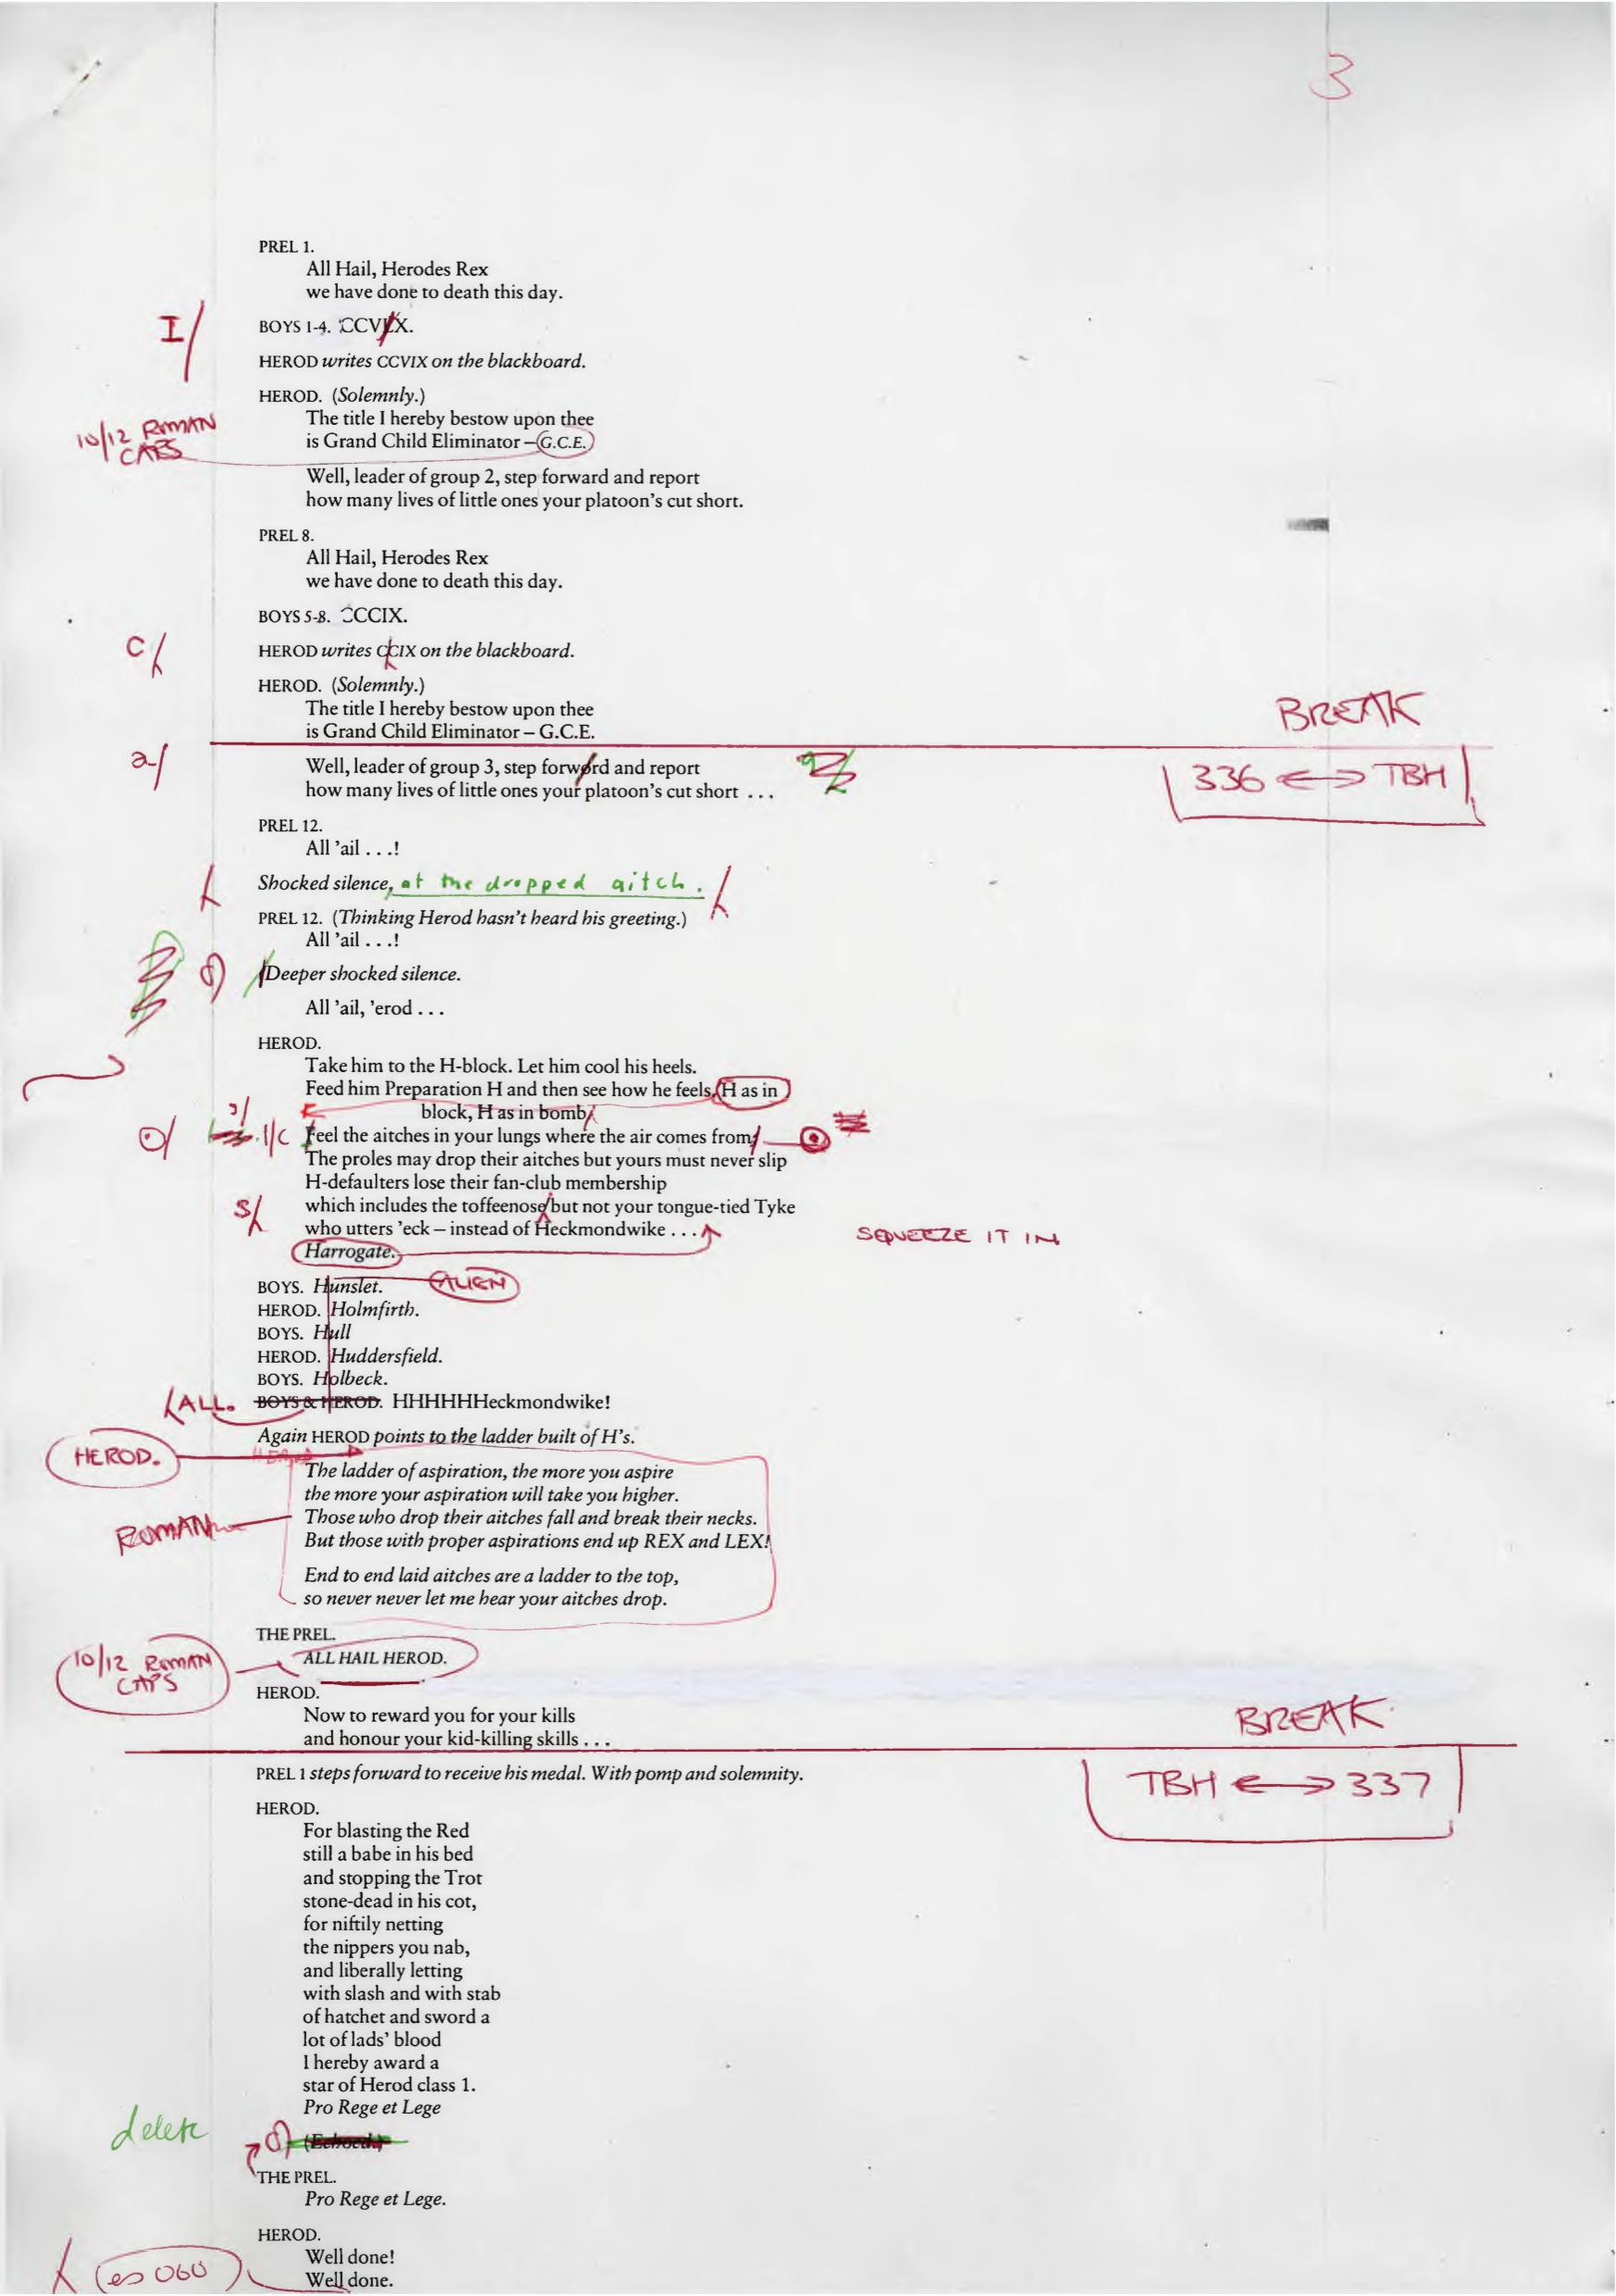 3
PREL 1.
All Hail, Herodes Rex
we have done to death this day.
I/ BOYS 1-4. CCVLX.
HEROD writes CCVIX on the blackboard.
HEROD. (Solemnly.)
The title I hereby bestow upon thee
10/12 ROMAN CAPS is Grand Child Eliminator – G.C.E.
Well, leader of group 2, step forward and report
how many lives of little ones your platoon's cut short.
PREL 8.
All Hail, Herodes Rex
we have done to death this day.
BOYS 5-8. CCCIX.
C/ HEROD writes CCIX on the blackboard.
HEROD. (Solemnly.)
The title I hereby bestow upon thee
is Grand Child Eliminator – G.C.E.
BREAK
336 ↔ TBH
a/ Well, leader of group 3, step forword and report
how many lives of little ones your platoon's cut short ...
PREL 12.
All 'ail ...!
Shocked silence, at the dropped aitch.
PREL 12. (Thinking Herod hasn't heard his greeting.)
All 'ail ...!
Deeper shocked silence.
All 'ail, 'erod ...
HEROD.
Take him to the H-block. Let him cool his heels.
Feed him Preparation H and then see how he feels, H as in
block, H as in bomb
l/c Feel the aitches in your lungs where the air comes from
The proles may drop their aitches but yours must never slip
H-defaulters lose their fan-club membership
s/ which includes the toffeenose but not your tongue-tied Tyke
who utters 'eck – instead of Heckmondwike ...
SQUEEZE IT IN
Harrogate.
BOYS. Hunslet. ALIEN
HEROD. Holmfirth.
BOYS. Hull
HEROD. Huddersfield.
BOYS. Holbeck.
ALL. BOYS & HEROD. HHHHHHeckmondwike!
Again HEROD points to the ladder built of H's.
HEROD.
The ladder of aspiration, the more you aspire
the more your aspiration will take you higher.
ROMAN Those who drop their aitches fall and break their necks.
But those with proper aspirations end up REX and LEX!
End to end laid aitches are a ladder to the top,
so never never let me hear your aitches drop.
THE PREL.
10/12 ROMAN CAPS ALL HAIL HEROD.
HEROD.
Now to reward you for your kills
and honour your kid-killing skills ...
BREAK
TBH ↔ 337
PREL 1 steps forward to receive his medal. With pomp and solemnity.
HEROD.
For blasting the Red
still a babe in his bed
and stopping the Trot
stone-dead in his cot,
for niftily netting
the nippers you nab,
and liberally letting
with slash and with stab
of hatchet and sword a
lot of lads' blood
I hereby award a
star of Herod class 1.
Pro Rege et Lege
delete (Echoed.)
THE PREL.
Pro Rege et Lege.
HEROD.
Well done!
Well done.